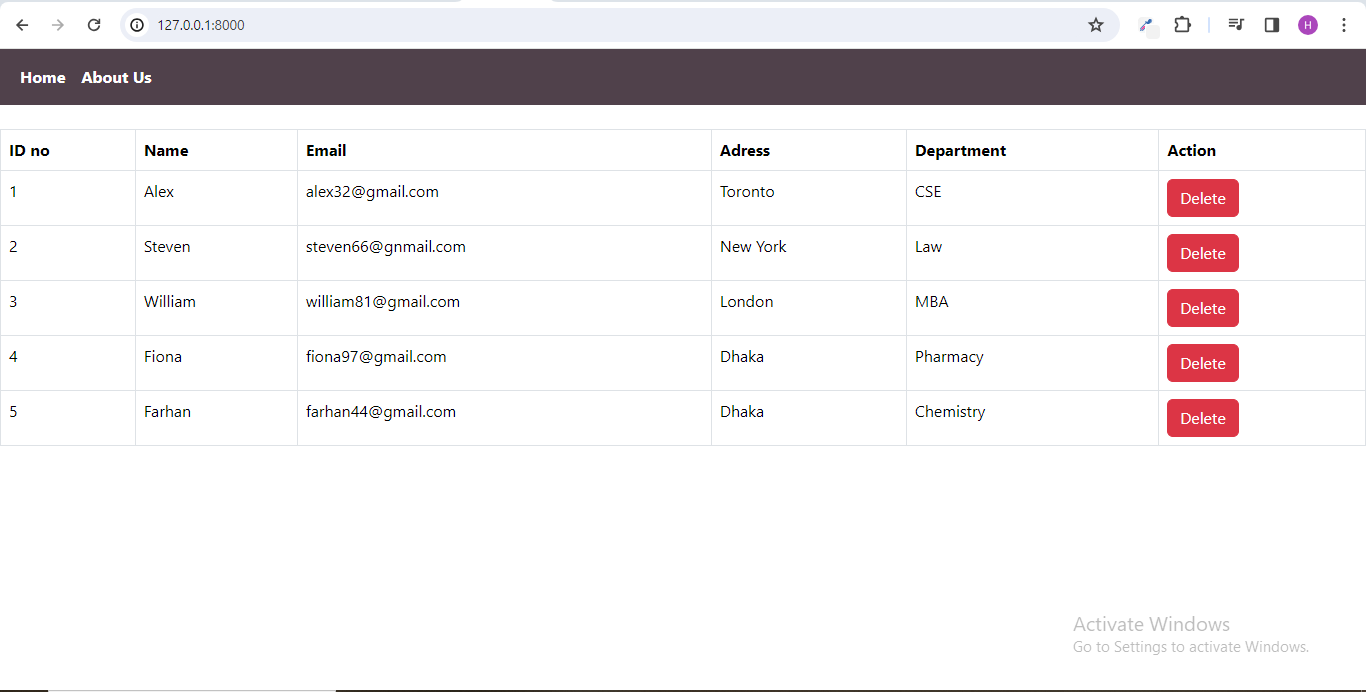 127.0.0.1:8000
H
Home About Us
ID no Name Email Adress Department Action
1 Alex alex32@gmail.com Toronto CSE Delete
2 Steven steven66@gnmail.com New York Law Delete
3 William william81@gmail.com London MBA Delete
4 Fiona fiona97@gmail.com Dhaka Pharmacy Delete
5 Farhan farhan44@gmail.com Dhaka Chemistry Delete
Activate Windows
Go to Settings to activate Windows.